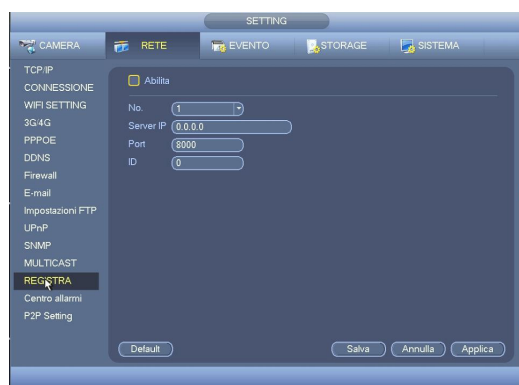 SETTING
CAMERA RETE EVENTO STORAGE SISTEMA
TCP/IP
CONNESSIONE
WIFI SETTING
3G/4G
PPPOE
DDNS
Firewall
E-mail
Impostazioni FTP
UPnP
SNMP
MULTICAST
REGISTRA
Centro allarmi
P2P Setting
Abilita
No. 1
Server IP 0.0.0.0
Port 8000
ID 0
Default Salva Annulla Applica